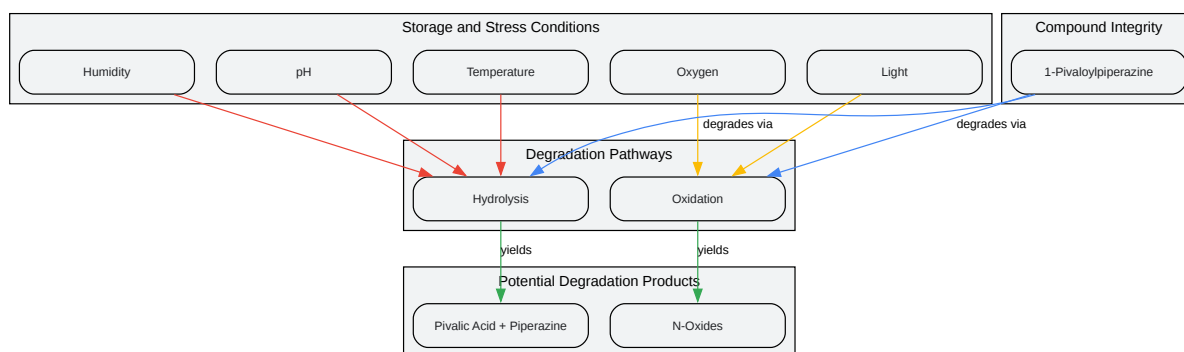 Storage and Stress Conditions
Compound Integrity
Humidity
pH
Temperature
Oxygen
Light
1-Pivaloylpiperazine
degrades via
degrades via
Degradation Pathways
Hydrolysis
Oxidation
yields
yields
Potential Degradation Products
Pivalic Acid + Piperazine
N-Oxides